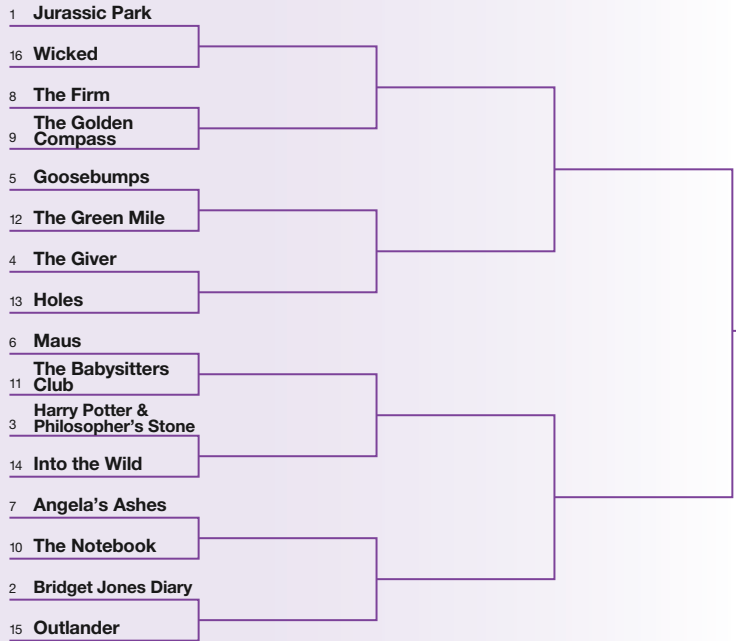 1 Jurassic Park
16 Wicked
8 The Firm
The Golden
9 Compass
5 Goosebumps
12 The Green Mile
4 The Giver
13 Holes
6 Maus
The Babysitters
11 Club
Harry Potter &
3 Philosopher's Stone
14 Into the Wild
7 Angela's Ashes
10 The Notebook
2 Bridget Jones Diary
15 Outlander